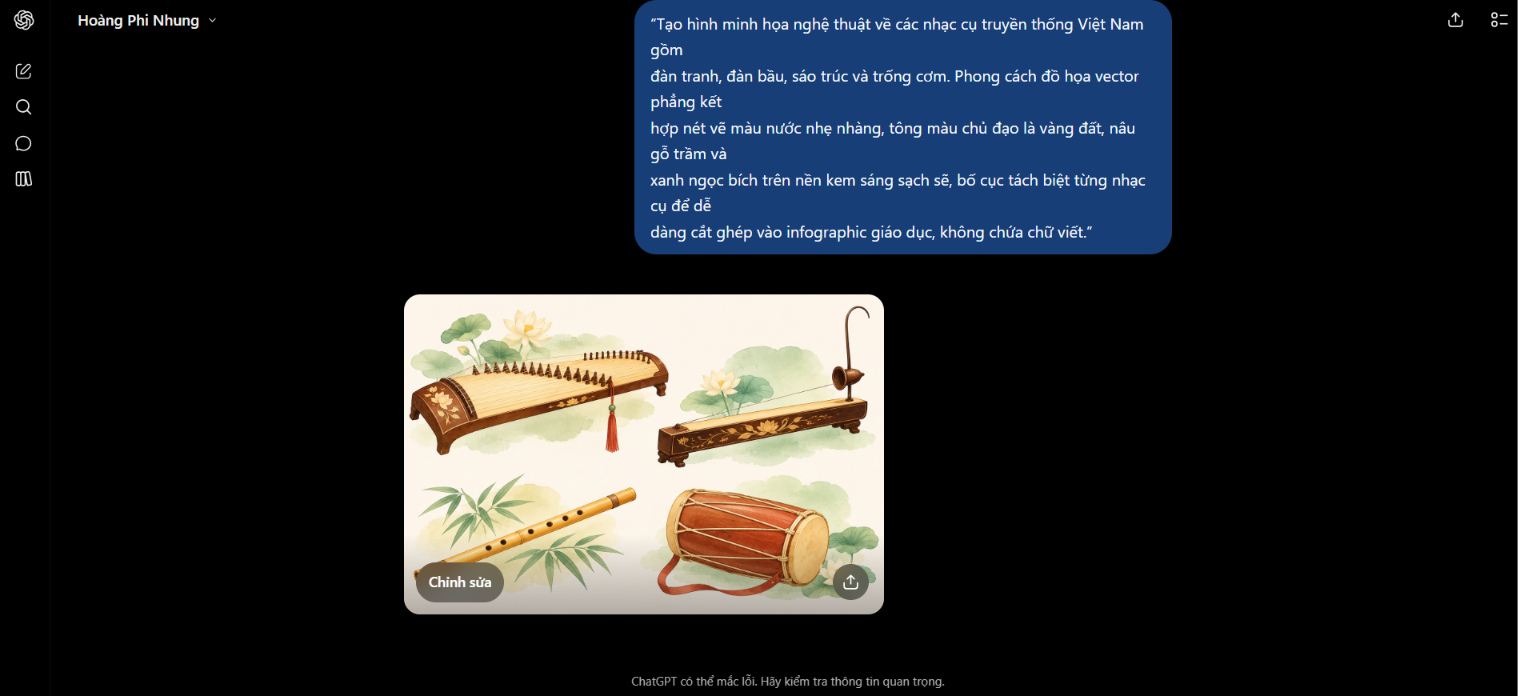 Hoàng Phi Nhung
“Tạo hình minh họa nghệ thuật về các nhạc cụ truyền thống Việt Nam
gồm
đàn tranh, đàn bầu, sáo trúc và trống cơm. Phong cách đồ họa vector
phẳng kết
hợp nét vẽ màu nước nhẹ nhàng, tông màu chủ đạo là vàng đất, nâu
gỗ trầm và
xanh ngọc bích trên nền kem sáng sạch sẽ, bố cục tách biệt từng nhạc
cụ để dễ
dàng cắt ghép vào infographic giáo dục, không chứa chữ viết.”
Chỉnh sửa
ChatGPT có thể mắc lỗi. Hãy kiểm tra thông tin quan trọng.